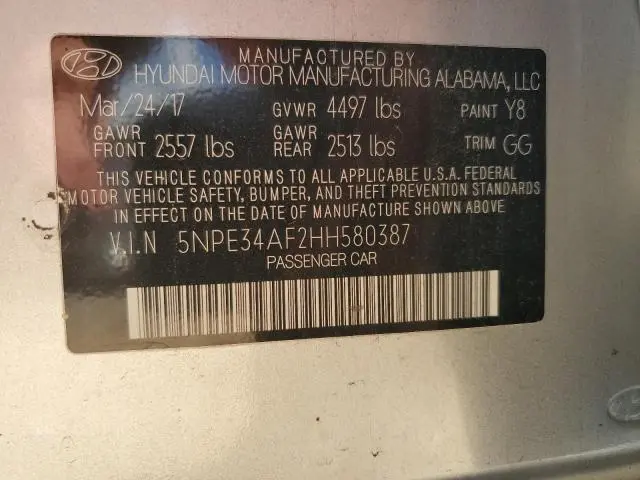 MANUFACTURED BY
HYUNDAI MOTOR MANUFACTURING ALABAMA, LLC
Mar/24/17 GVWR 4497 lbs PAINT Y8
GAWR FRONT 2557 lbs GAWR REAR 2513 lbs TRIM GG
THIS VEHICLE CONFORMS TO ALL APPLICABLE U.S.A. FEDERAL
MOTOR VEHICLE SAFETY, BUMPER, AND THEFT PREVENTION STANDARDS
IN EFFECT ON THE DATE OF MANUFACTURE SHOWN ABOVE
V.I.N 5NPE34AF2HH580387
PASSENGER CAR